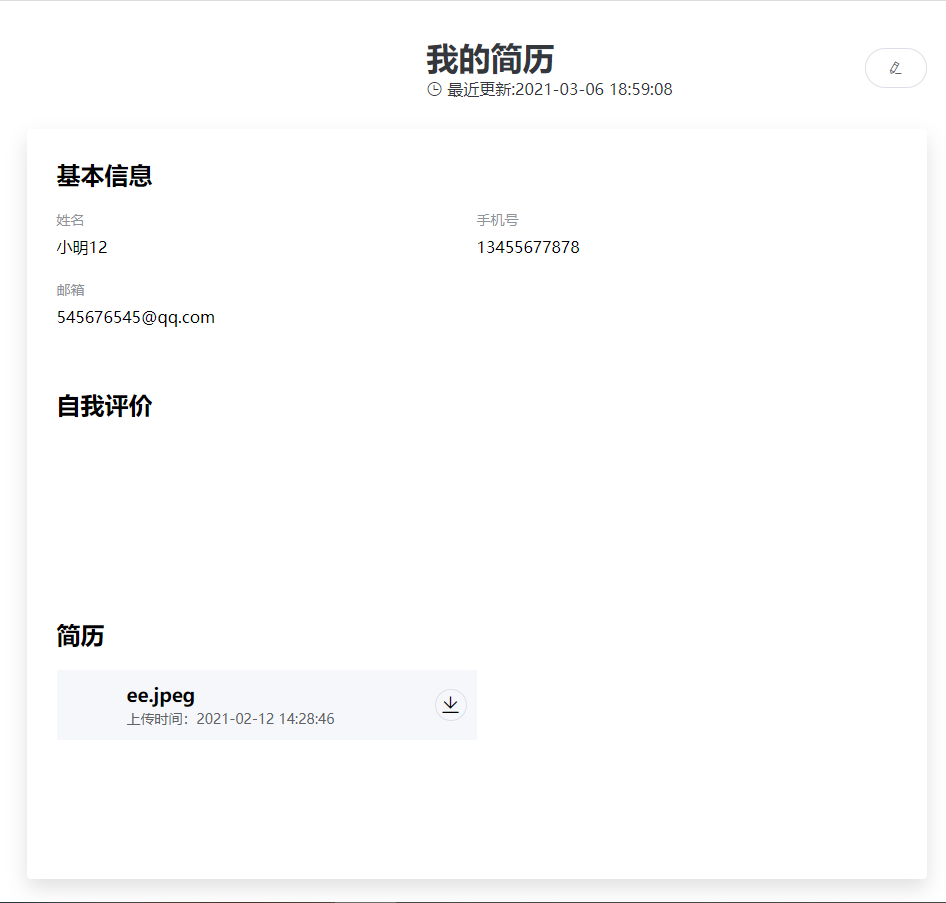 我的简历
最近更新:2021-03-06 18:59:08
基本信息
姓名
手机号
小明12
13455677878
邮箱
545676545@qq.com
自我评价
简历
ee.jpeg
上传时间：2021-02-12 14:28:46